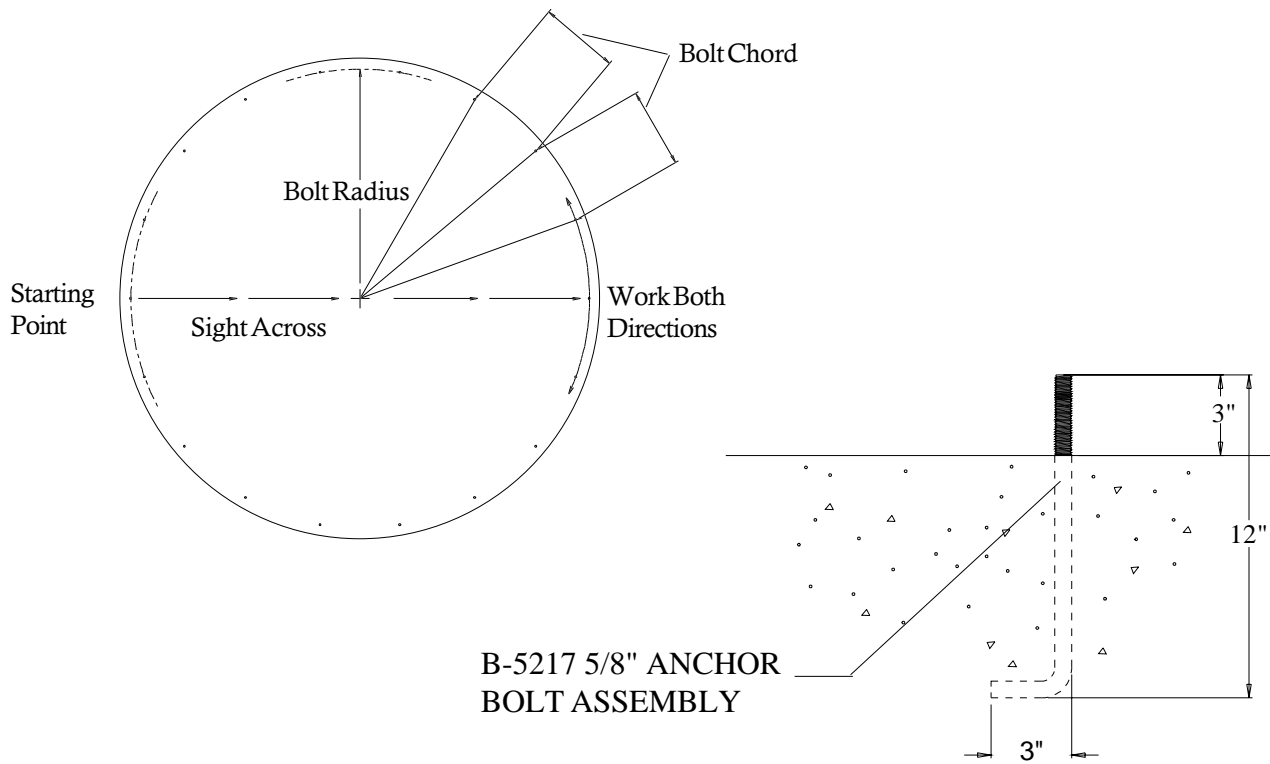 Bolt Chord
Bolt Radius
Starting
Point
Sight Across
Work Both
Directions
3"
12"
B-5217 5/8" ANCHOR
BOLT ASSEMBLY
3"